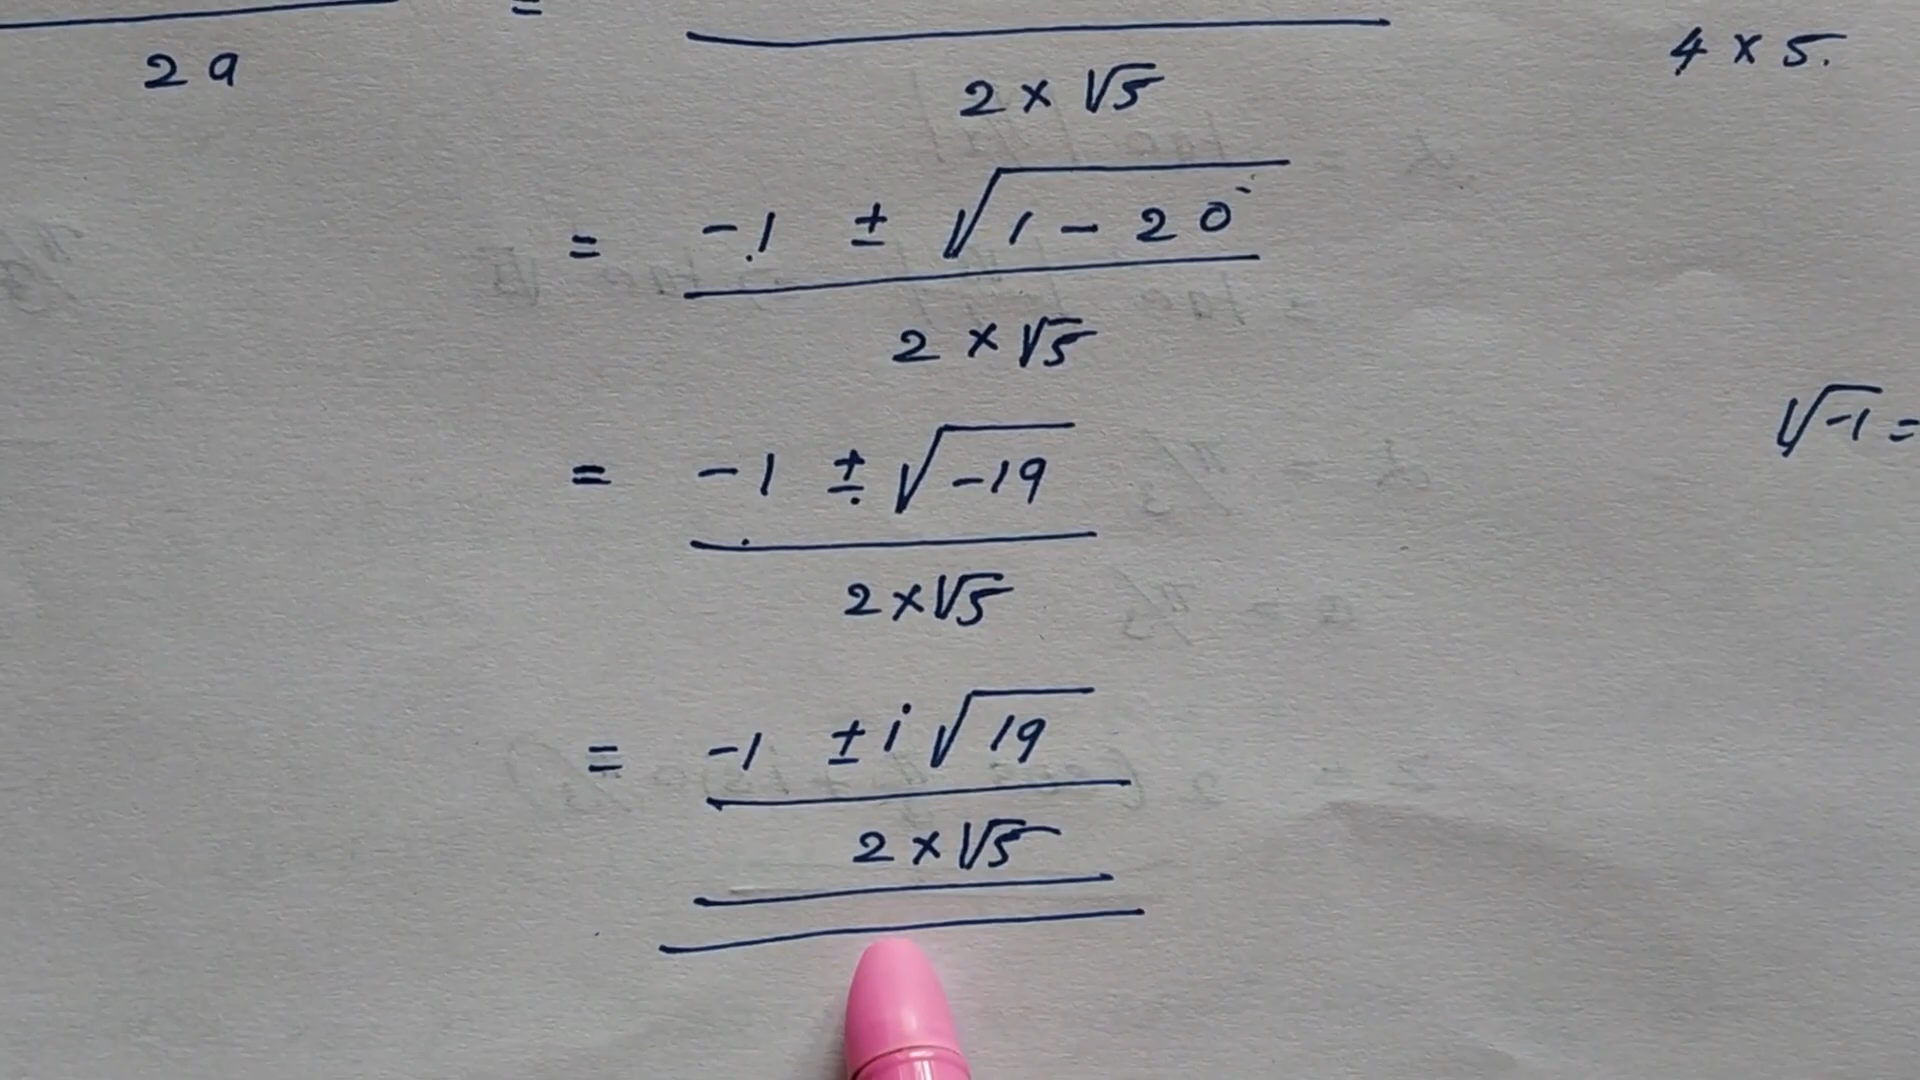 =
2a
2 × √5
4 × 5.
= -1 ± √1 - 20
2 × √5
= -1 ± √-19
2 × √5
√-1 =
= -1 ± i √19
2 × √5